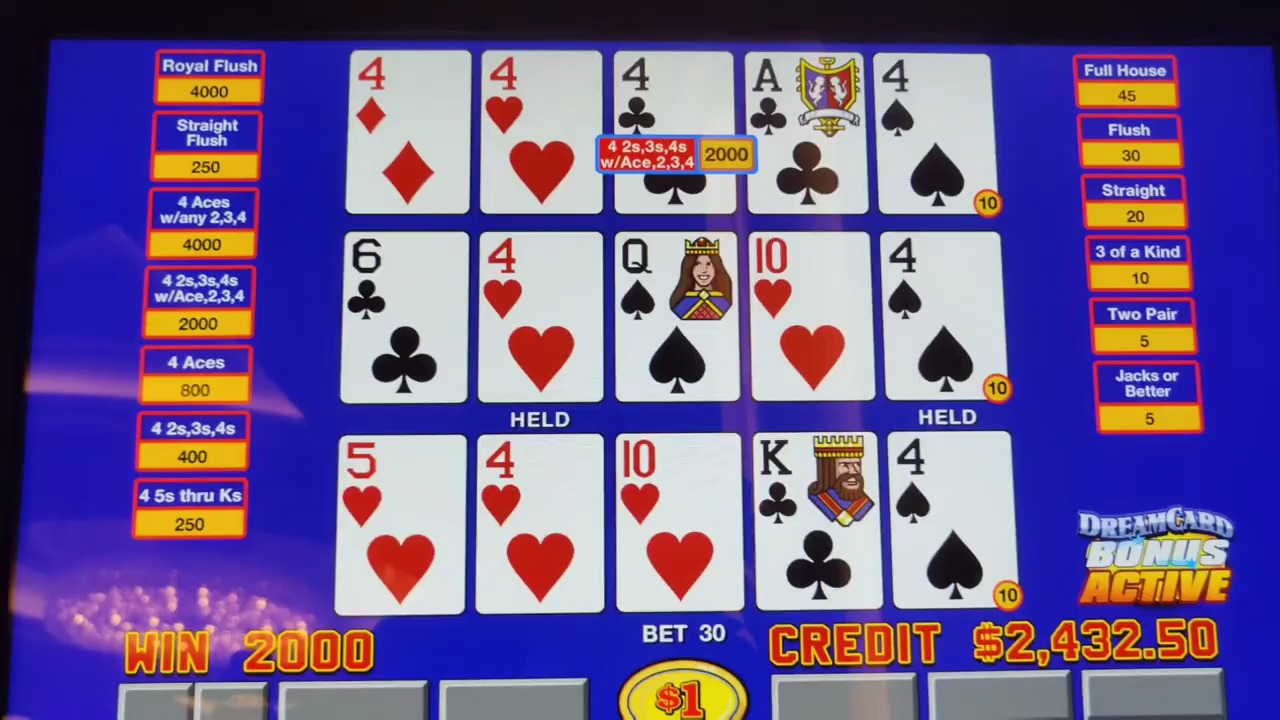 Royal Flush
4000
Straight
Flush
250
4 Aces
w/any 2,3,4
4000
4 2s,3s,4s
w/Ace,2,3,4
2000
4 Aces
800
4 2s,3s,4s
400
4 5s thru Ks
250
4
4
4
A
4
10
4 2s,3s,4s
w/Ace,2,3,4
2000
6
4
Q
10
4
10
HELD
HELD
5
4
10
K
4
10
Full House
45
Flush
30
Straight
20
3 of a Kind
10
Two Pair
5
Jacks or
Better
5
DREAMCARD
BONUS
ACTIVE
WIN 2000
BET 30
CREDIT $2,432.50
$1